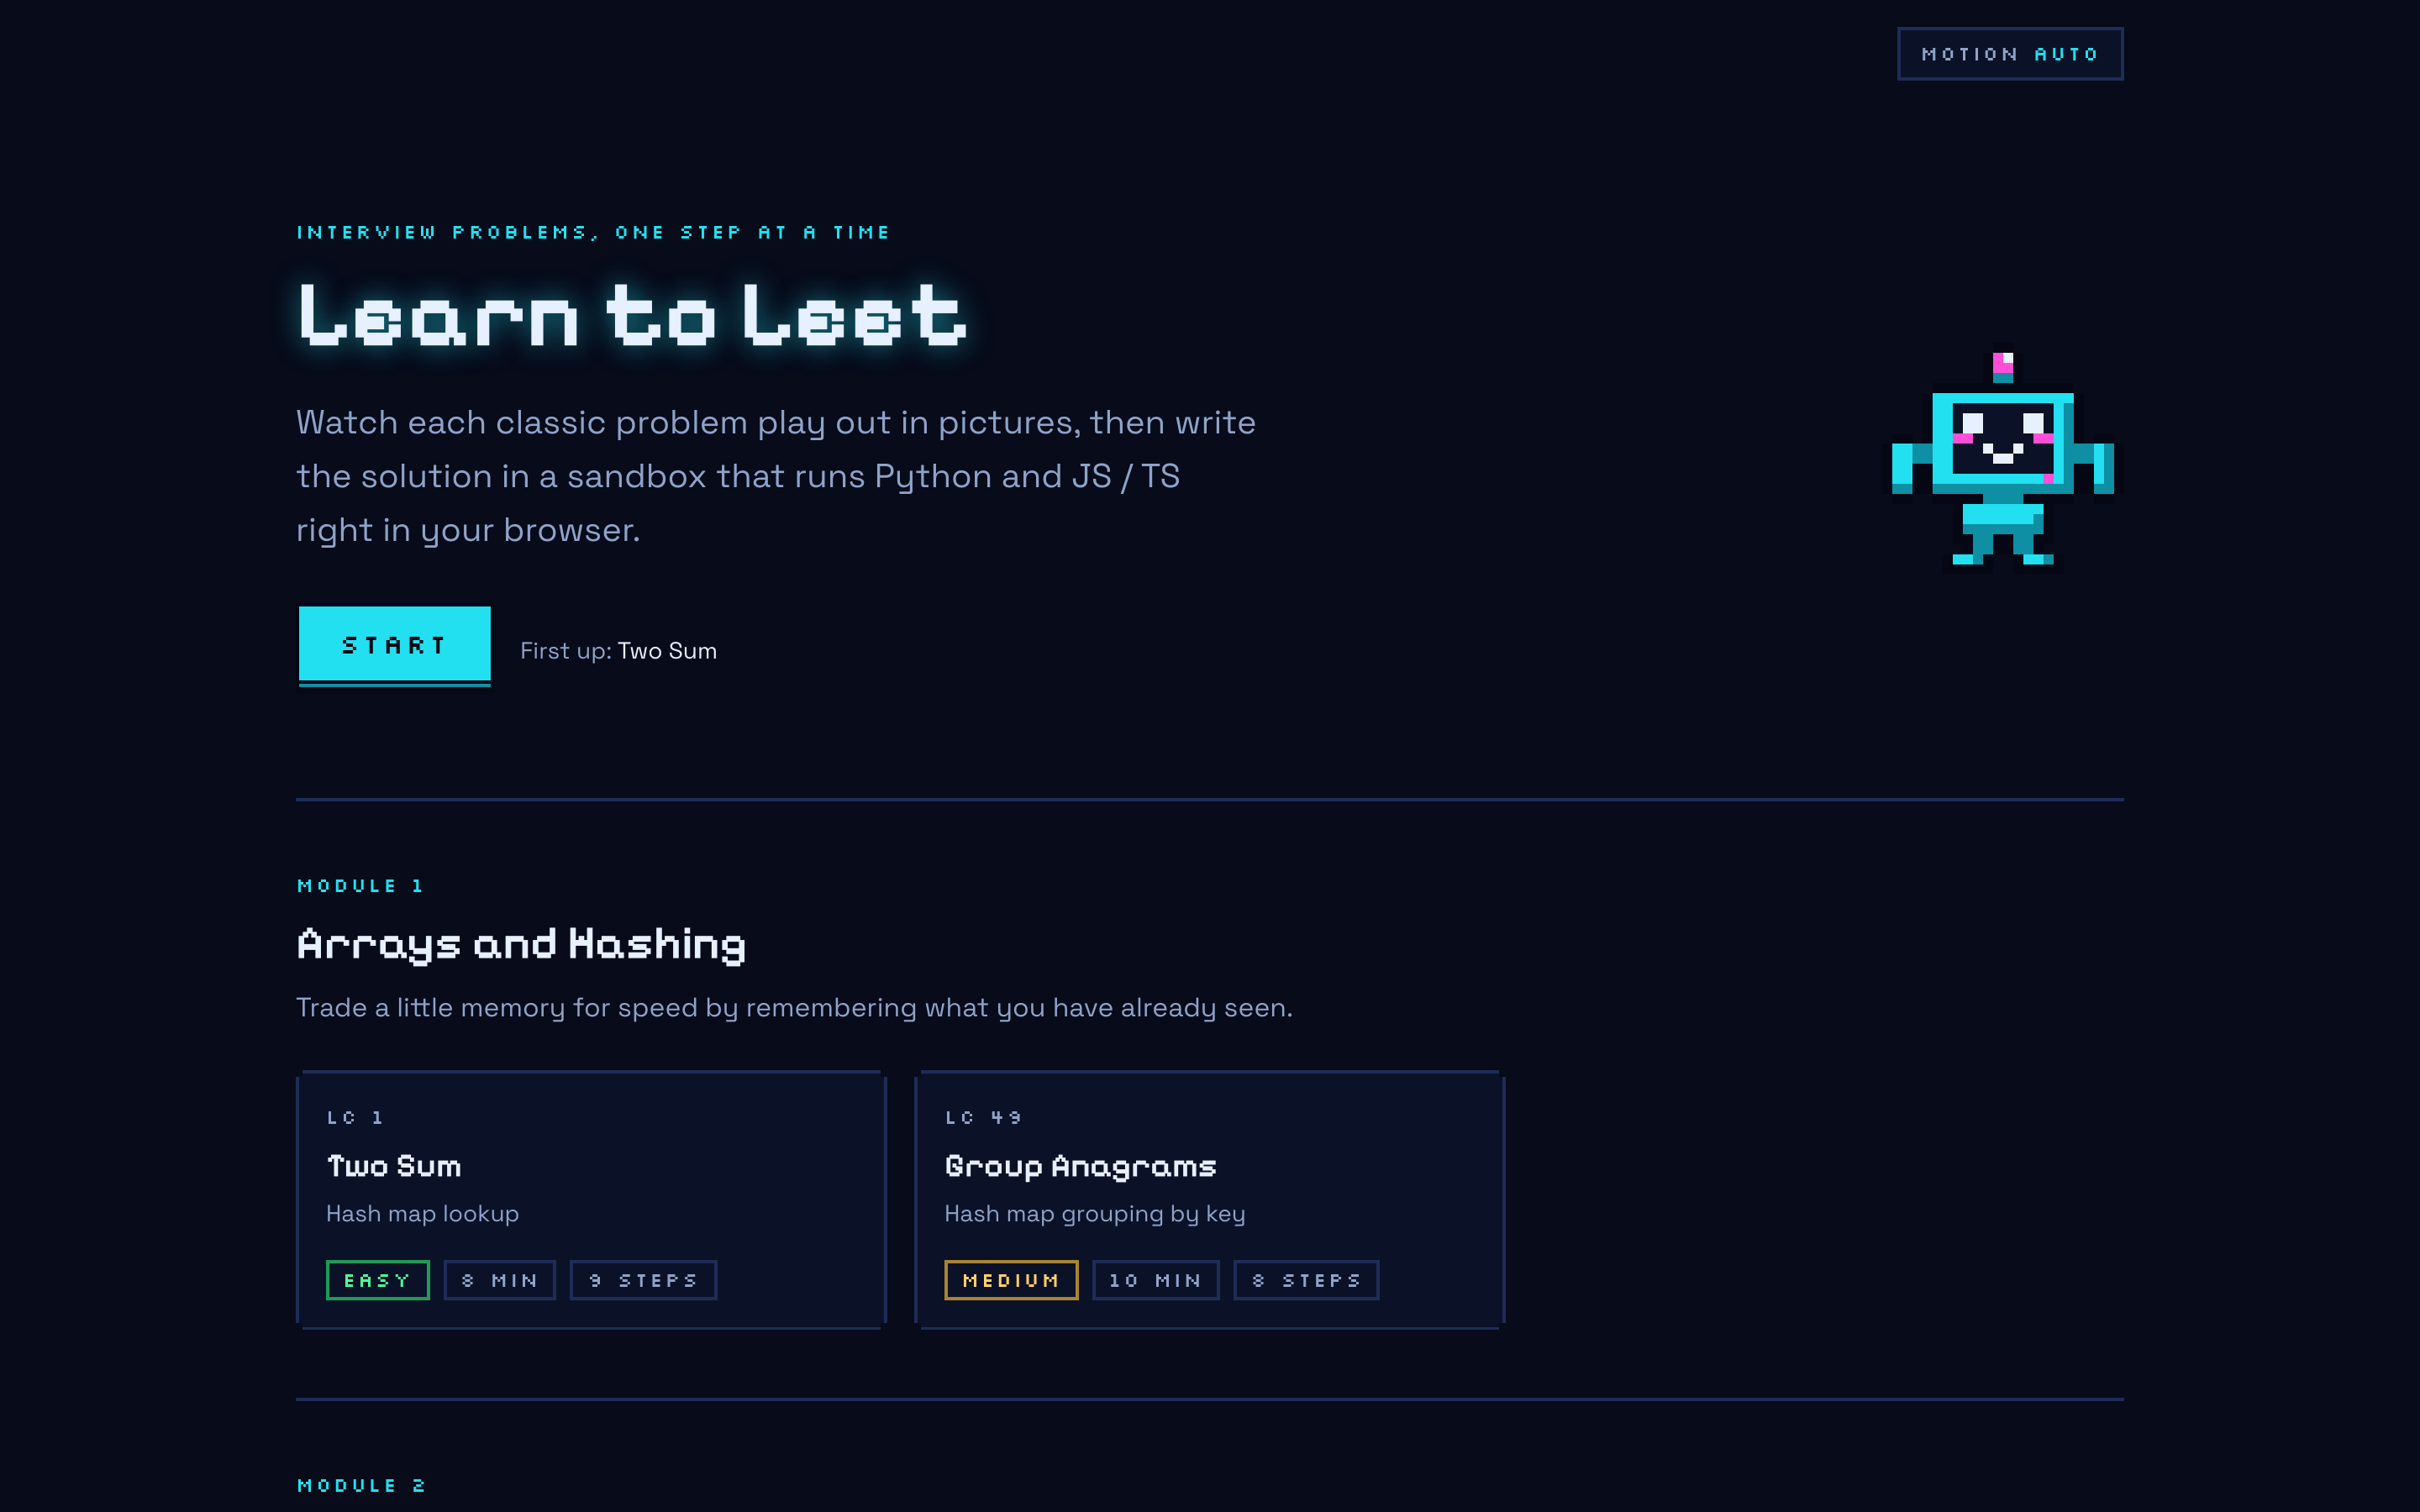 MOTION AUTO
INTERVIEW PROBLEMS, ONE STEP AT A TIME
Learn to Leet
Watch each classic problem play out in pictures, then write
the solution in a sandbox that runs Python and JS / TS
right in your browser.
START
First up: Two Sum
MODULE 1
Arrays and Hashing
Trade a little memory for speed by remembering what you have already seen.
LC 1
Two Sum
Hash map lookup
EASY
8 MIN
9 STEPS
LC 49
Group Anagrams
Hash map grouping by key
MEDIUM
10 MIN
8 STEPS
MODULE 2